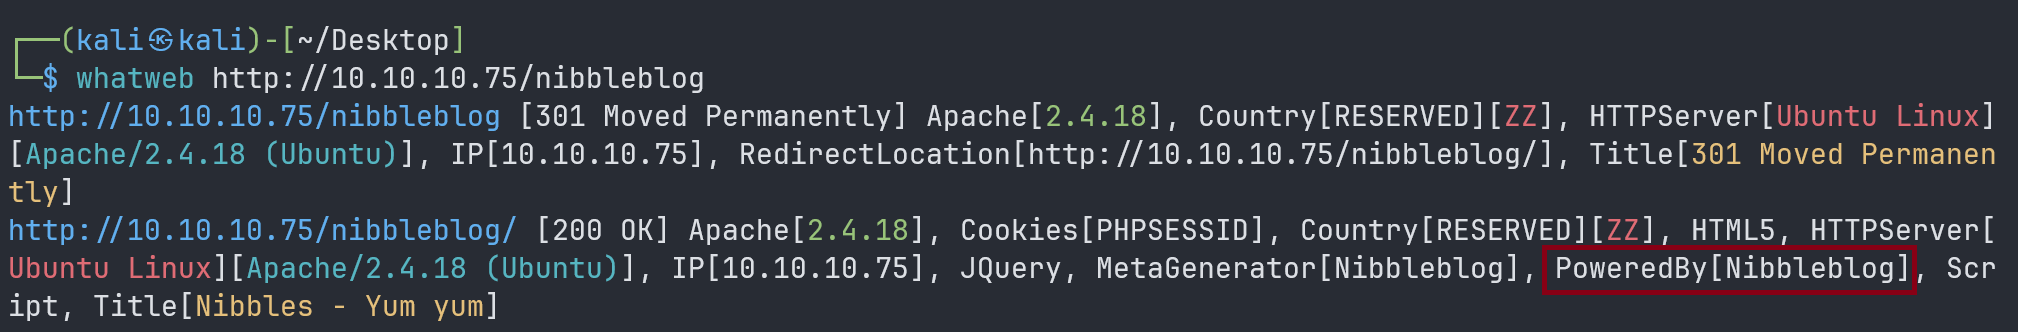 (kali㉿kali)-[~/Desktop]
$ whatweb http://10.10.10.75/nibbleblog
http://10.10.10.75/nibbleblog [301 Moved Permanently] Apache[2.4.18], Country[RESERVED][ZZ], HTTPServer[Ubuntu Linux]
[Apache/2.4.18 (Ubuntu)], IP[10.10.10.75], RedirectLocation[http://10.10.10.75/nibbleblog/], Title[301 Moved Permanen
tly]
http://10.10.10.75/nibbleblog/ [200 OK] Apache[2.4.18], Cookies[PHPSESSID], Country[RESERVED][ZZ], HTML5, HTTPServer[
Ubuntu Linux][Apache/2.4.18 (Ubuntu)], IP[10.10.10.75], JQuery, MetaGenerator[Nibbleblog], PoweredBy[Nibbleblog], Scr
ipt, Title[Nibbles - Yum yum]